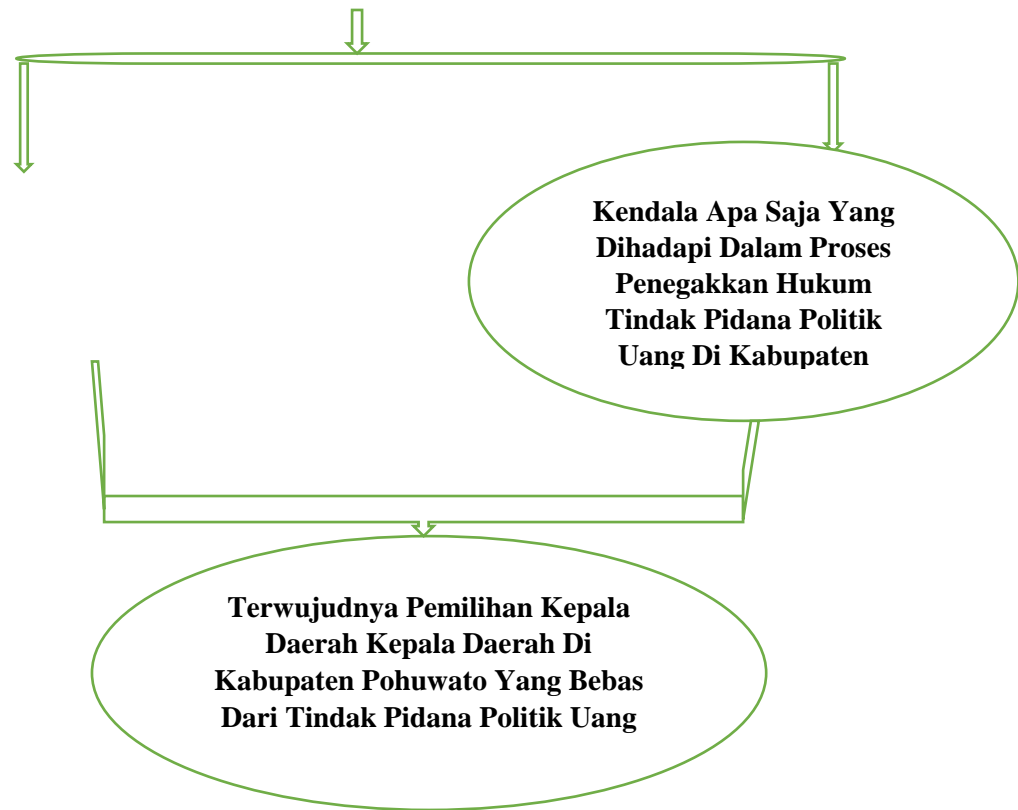 Kendala Apa Saja Yang
Dihadapi Dalam Proses
Penegakkan Hukum
Tindak Pidana Politik
Uang Di Kabupaten
Terwujudnya Pemilihan Kepala
Daerah Kepala Daerah Di
Kabupaten Pohuwato Yang Bebas
Dari Tindak Pidana Politik Uang